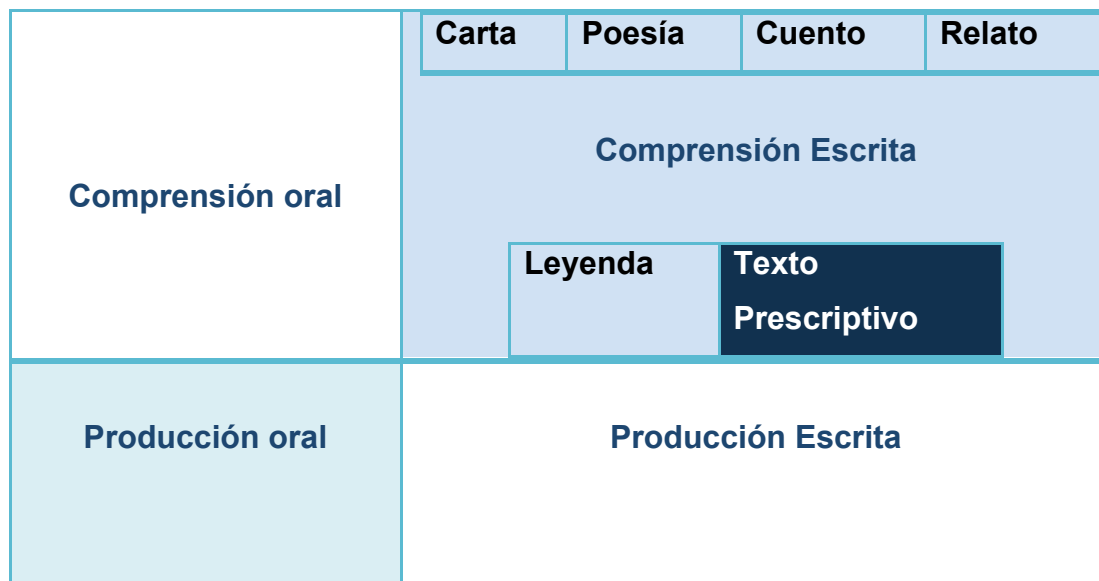 Carta Poesía Cuento Relato
Comprensión Escrita
Comprensión oral
Leyenda Texto
Prescriptivo
Producción oral Producción Escrita